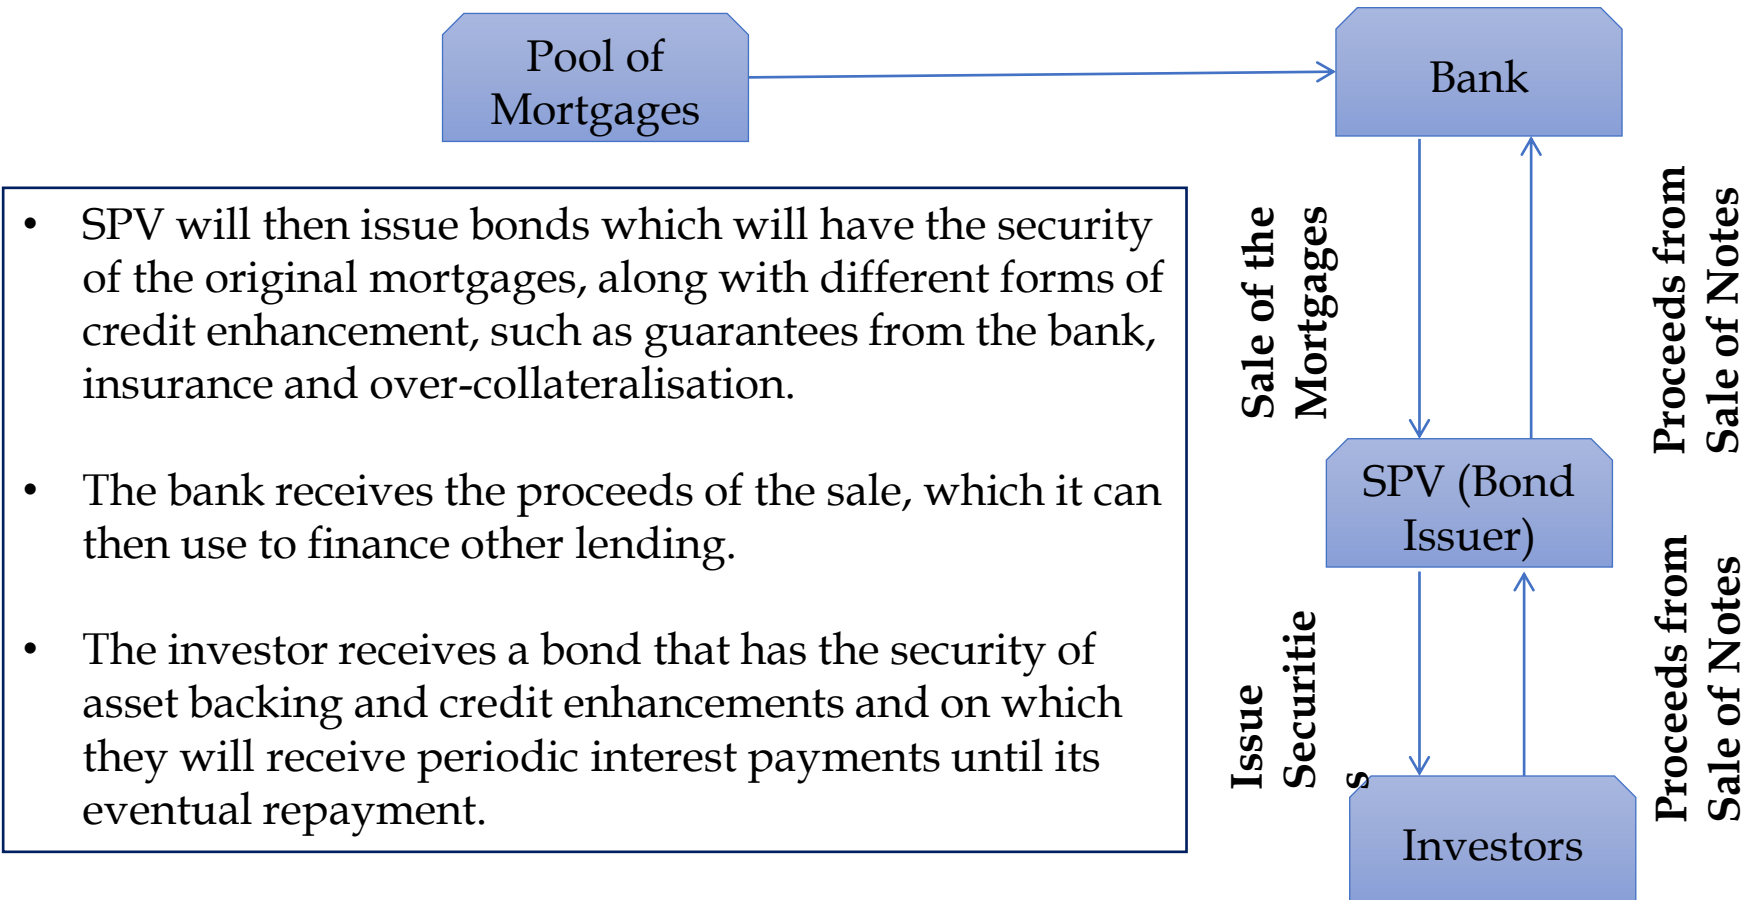 Pool of
Mortgages
Bank
• SPV will then issue bonds which will have the security
of the original mortgages, along with different forms of
credit enhancement, such as guarantees from the bank,
insurance and over-collateralisation.
• The bank receives the proceeds of the sale, which it can
then use to finance other lending.
• The investor receives a bond that has the security of
asset backing and credit enhancements and on which
they will receive periodic interest payments until its
eventual repayment.
Sale of the
Mortgages
Proceeds from
Sale of Notes
SPV (Bond
Issuer)
Issue
Securitie
s
Proceeds from
Sale of Notes
Investors